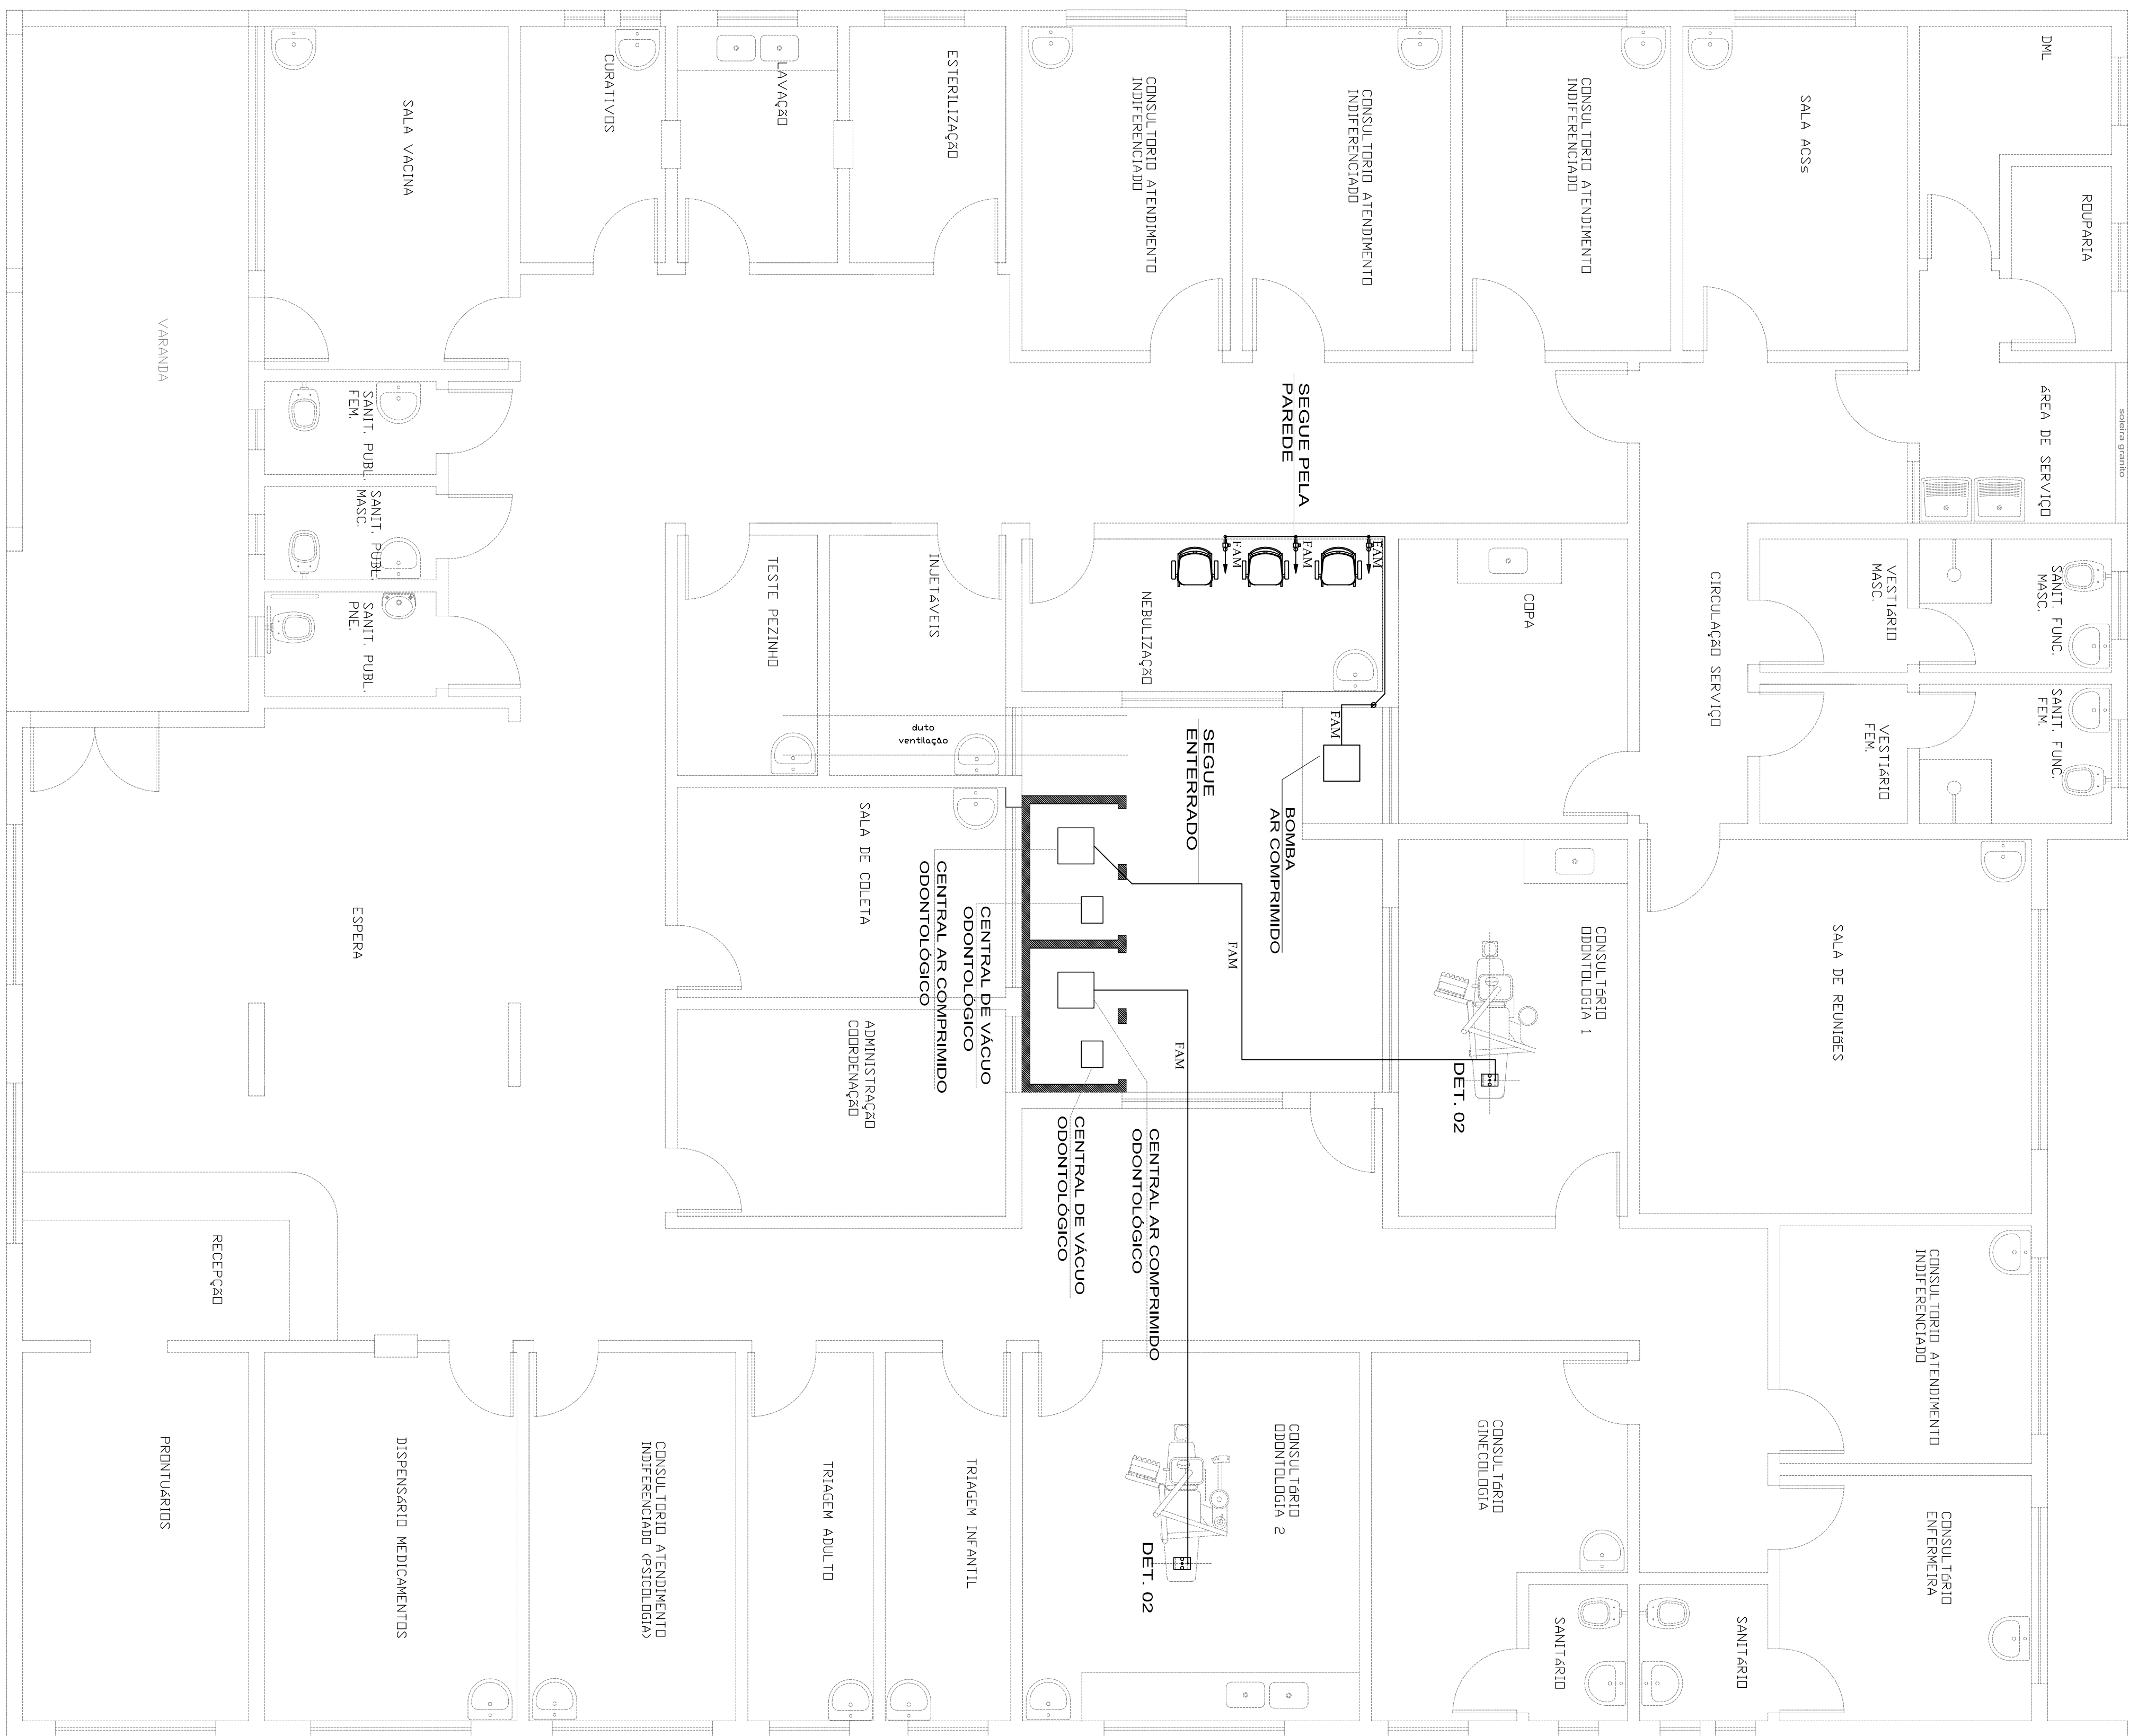 DML
ROUPARIA
SALA ACSs
CONSULTORIO ATENDIMENTO
INDIFERENCIADO
CONSULTORIO ATENDIMENTO
INDIFERENCIADO
CONSULTORIO ATENDIMENTO
INDIFERENCIADO
ESTERILIZAÇÃO
LAVAÇÃO
CURATIVOS
SALA VACINA
VARANDA
soleira granito
ÁREA DE SERVIÇO
SEGUE PELA
PAREDE
SANIT. PUBL.
FEM.
SANIT. PUBL.
MASC.
SANIT. PUBL.
PNE.
SANIT. FUNC.
MASC.
VESTIÁRIO
MASC.
SANIT. FUNC.
FEM.
VESTIÁRIO
FEM.
CIRCULAÇÃO SERVIÇO
COPA
FAM
FAM
FAM
NEBULIZAÇÃO
INJETÁVEIS
TESTE PEZINHO
duto
ventilação
FAM
SEGUE
ENTERRADO
BOMBA
AR COMPRIMIDO
SALA DE COLETA
ESPERA
CENTRAL DE VÁCUO
ODONTOLÓGICO
CENTRAL AR COMPRIMIDO
ODONTOLÓGICO
FAM
CONSULTÓRIO
ODONTOLOGIA 1
SALA DE REUNIÕES
DET. 02
FAM
ADMINISTRAÇÃO
COORDENAÇÃO
CENTRAL AR COMPRIMIDO
ODONTOLÓGICO
CENTRAL DE VÁCUO
ODONTOLÓGICO
RECEPÇÃO
CONSULTORIO ATENDIMENTO
INDIFERENCIADO
CONSULTÓRIO
ENFERMEIRA
CONSULTÓRIO
GINECOLOGIA
CONSULTÓRIO
ODONTOLOGIA 2
DET. 02
TRIAGEM INFANTIL
TRIAGEM ADULTO
CONSULTORIO ATENDIMENTO
INDIFERENCIADO (PSICOLOGIA)
DISPENSÁRIO MEDICAMENTOS
PRONTUÁRIOS
SANITÁRIO
SANITÁRIO